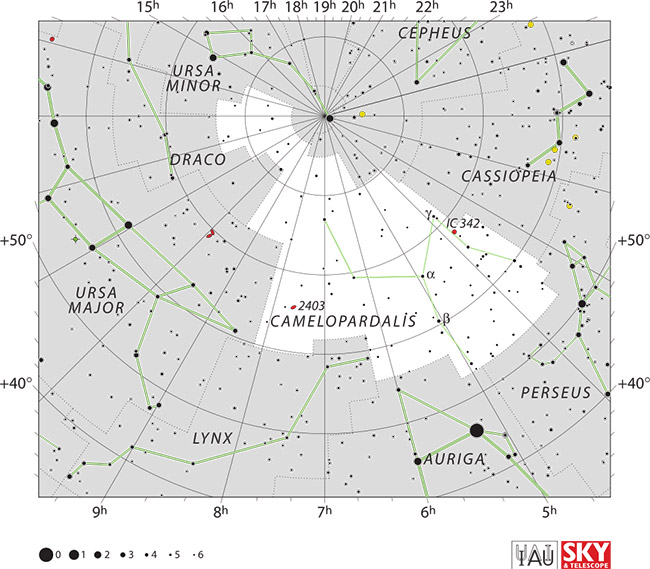 15h 16h 17h 18h 19h 20h 21h 22h 23h
CEPHEUS
URSA
MINOR
DRACO
CASSIOPEIA
γ
IC 342
+50°
+50°
α
URSA
MAJOR
2403
β
CAMELOPARDALIS
+40°
+40°
PERSEUS
LYNX
AURIGA
9h 8h 7h 6h 5h
0 1 2 3 4 5 6
IAU
SKY
& TELESCOPE